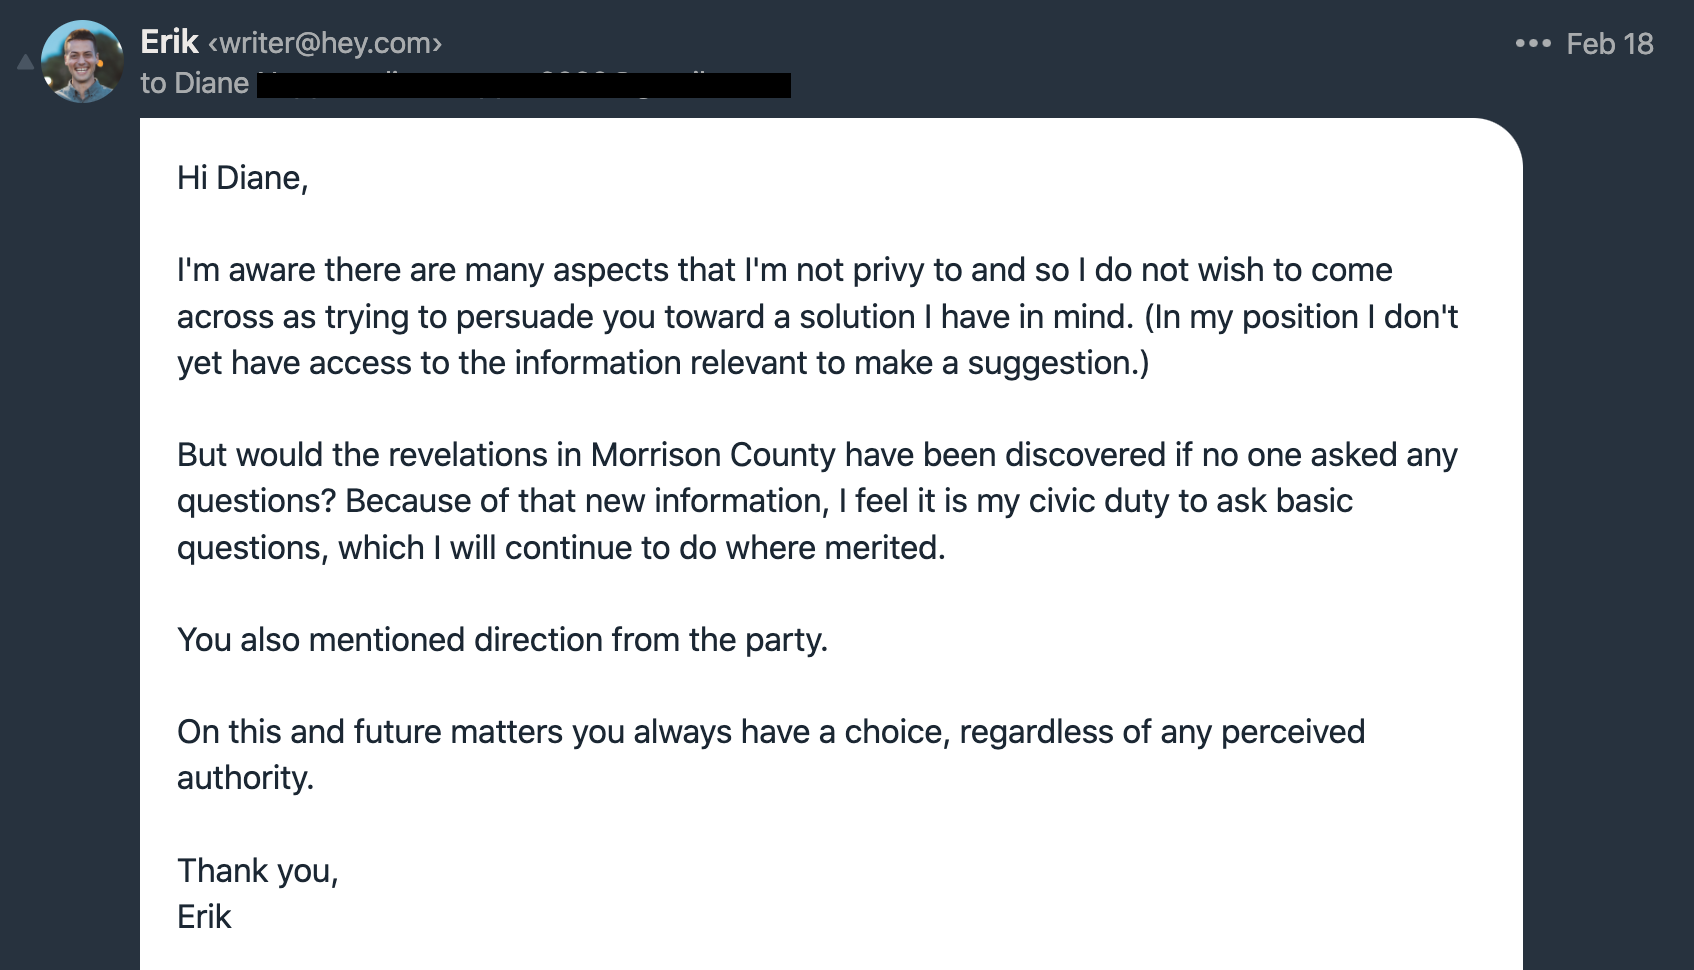 Erik <writer@hey.com>
••• Feb 18
to Diane
Hi Diane,
I'm aware there are many aspects that I'm not privy to and so I do not wish to come
across as trying to persuade you toward a solution I have in mind. (In my position I don't
yet have access to the information relevant to make a suggestion.)
But would the revelations in Morrison County have been discovered if no one asked any
questions? Because of that new information, I feel it is my civic duty to ask basic
questions, which I will continue to do where merited.
You also mentioned direction from the party.
On this and future matters you always have a choice, regardless of any perceived
authority.
Thank you,
Erik